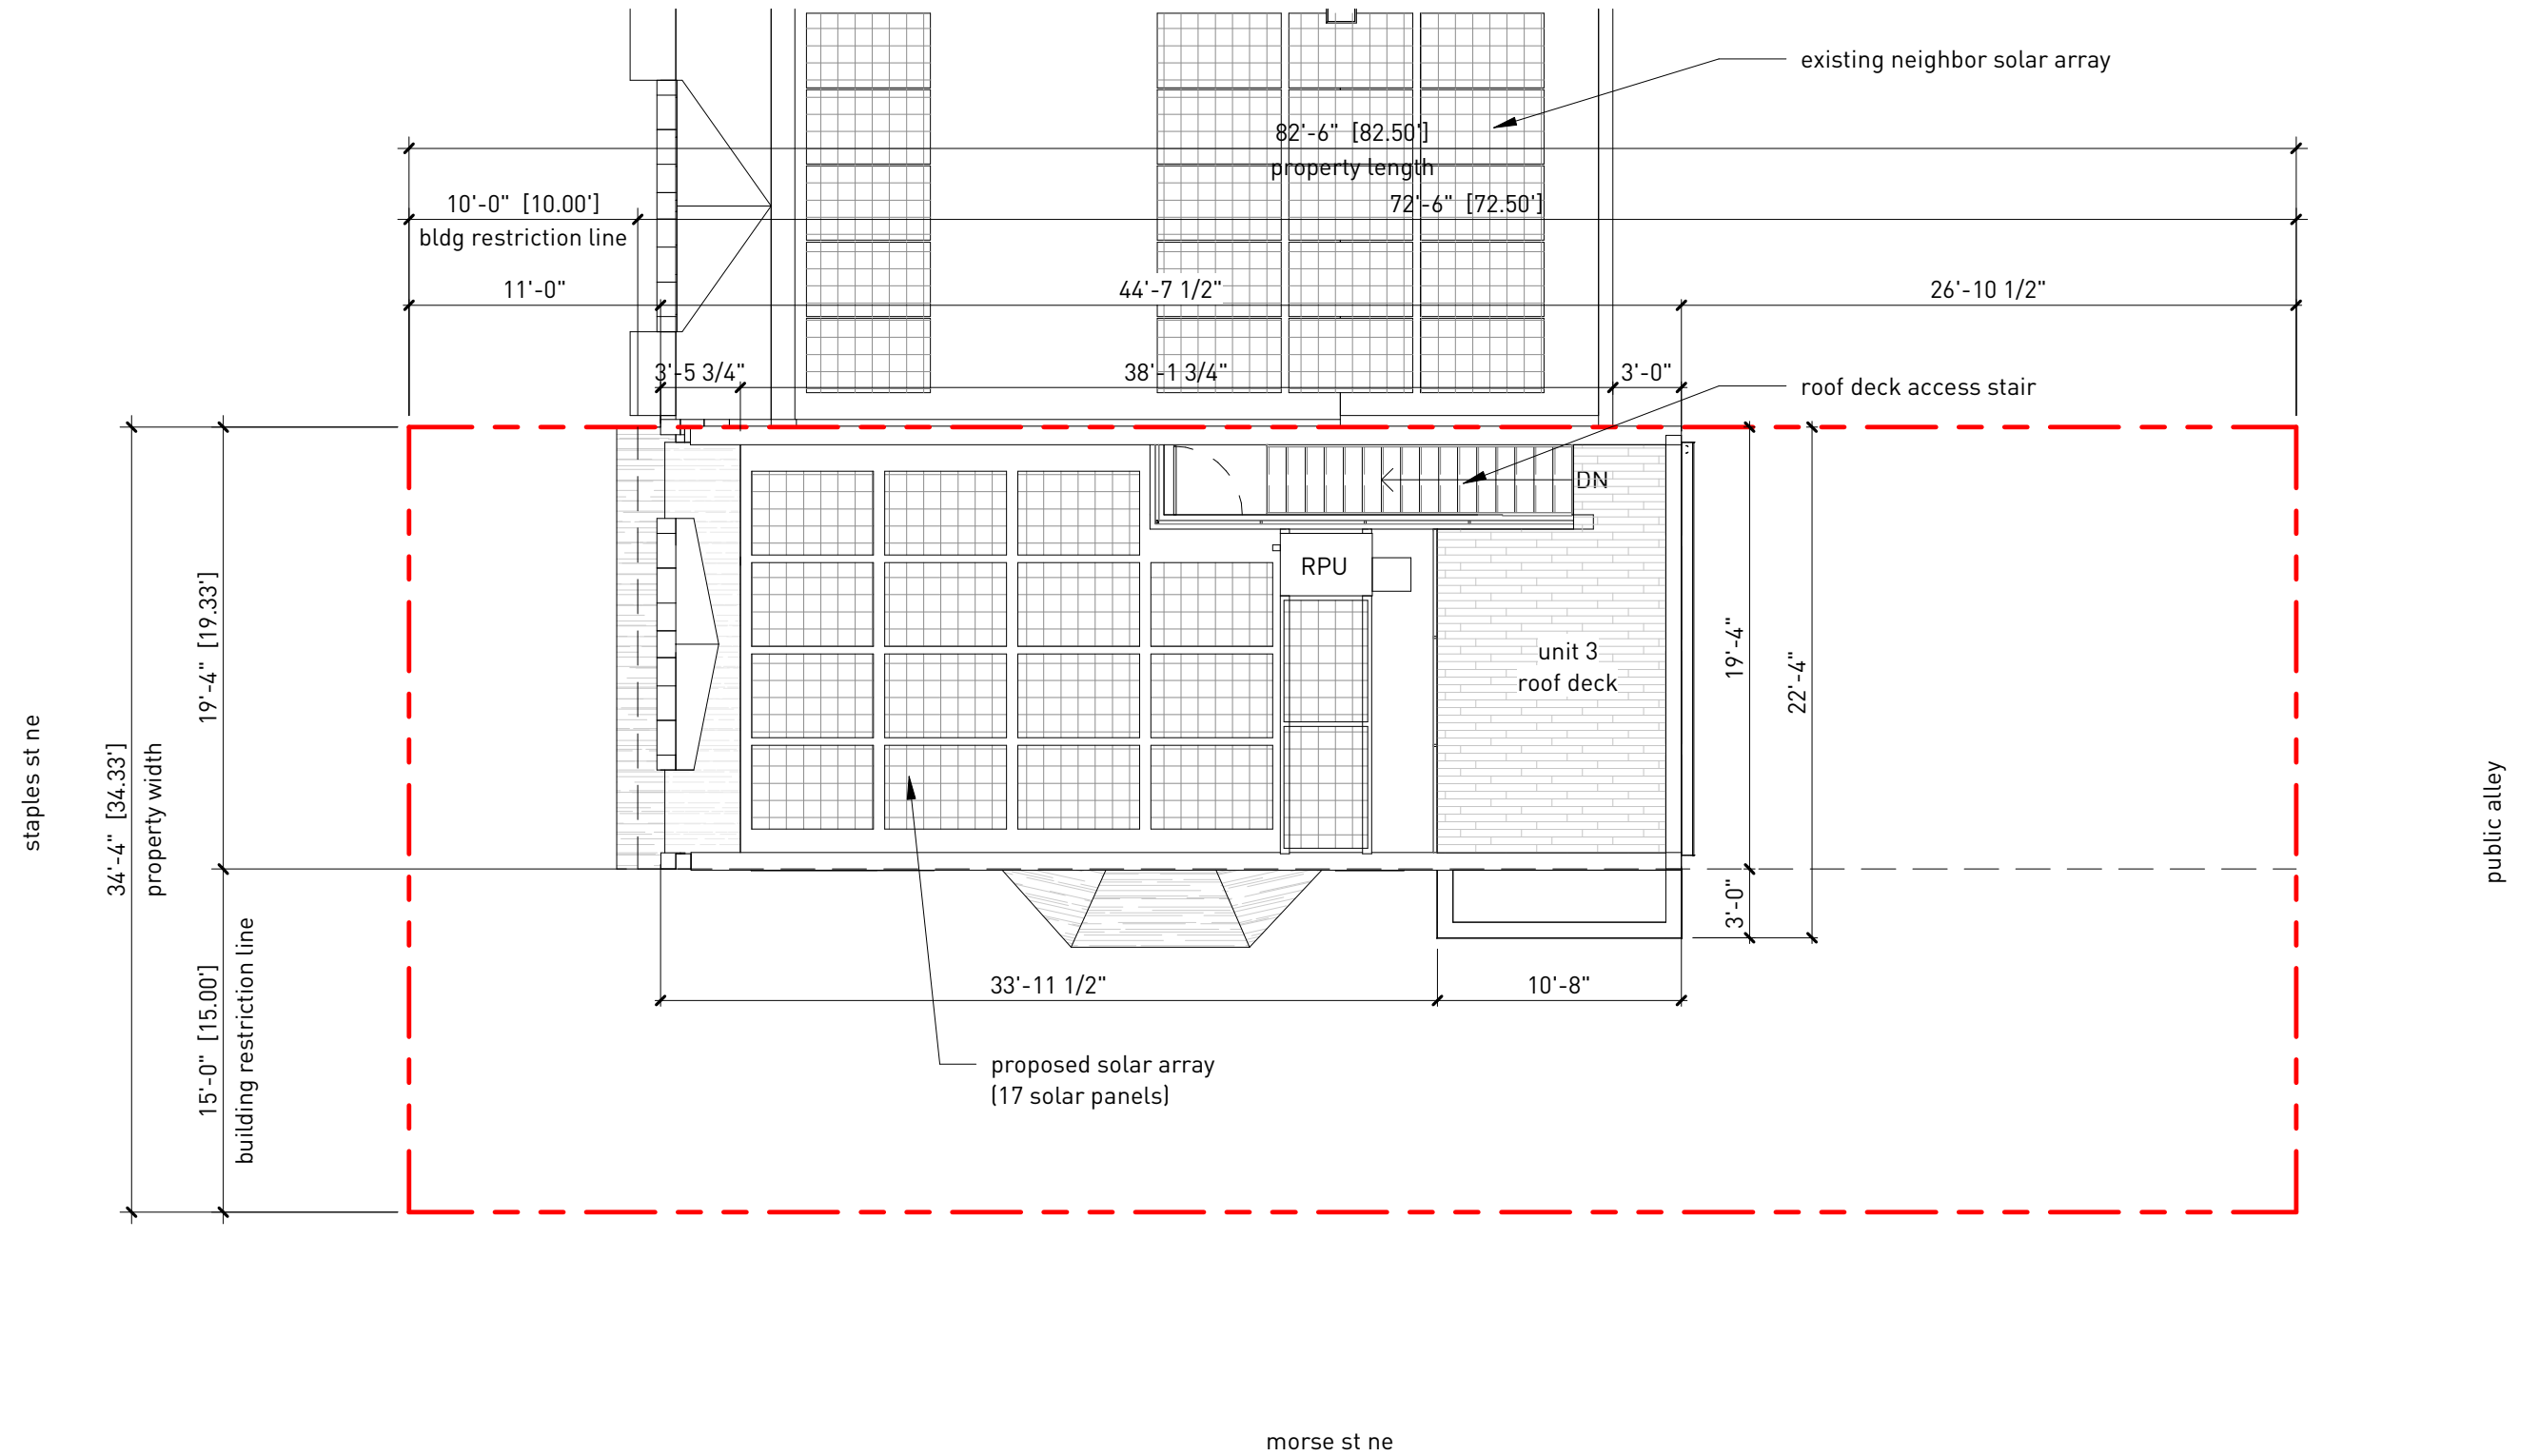 existing neighbor solar array
82'-6" [82.50']
property length
10'-0" [10.00']
72'-6" [72.50']
bldg restriction line
11'-0"
44'-7 1/2"
26'-10 1/2"
3'-5 3/4"
38'-1 3/4"
3'-0"
roof deck access stair
DN
RPU
unit 3
roof deck
19'-4" [19.33']
19'-4"
22'-4"
staples st ne
34'-4" [34.33']
property width
public alley
3'-0"
15'-0" [15.00']
building restriction line
33'-11 1/2"
10'-8"
proposed solar array
(17 solar panels)
morse st ne